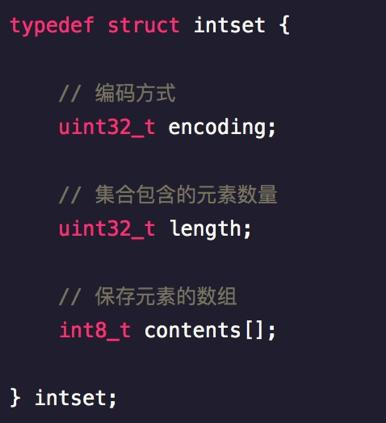 typedef struct intset {
// 编码方式
uint32_t encoding;
// 集合包含的元素数量
uint32_t length;
// 保存元素的数组
int8_t contents[];
} intset;